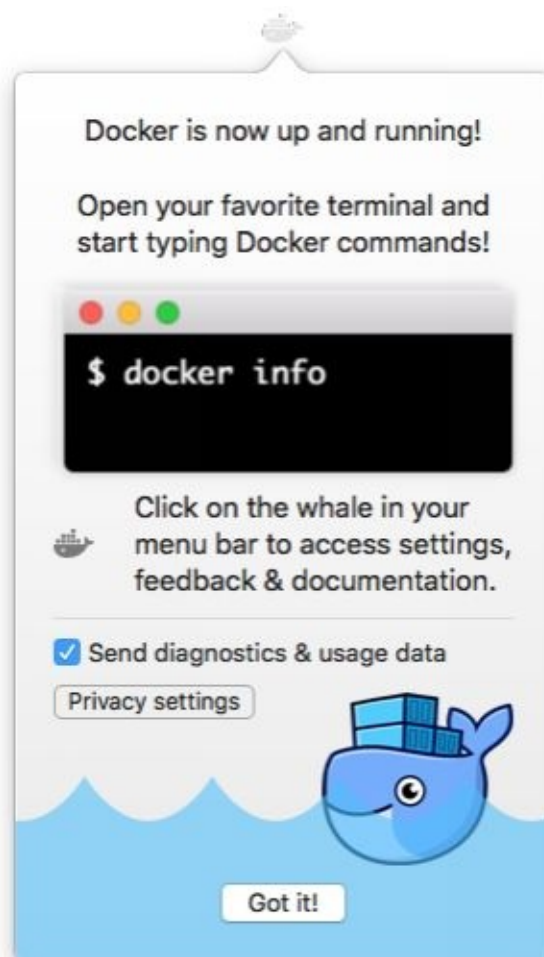 Docker is now up and running!
Open your favorite terminal and
start typing Docker commands!
$ docker info
Click on the whale in your
menu bar to access settings,
feedback & documentation.
Send diagnostics & usage data
Privacy settings
Got it!